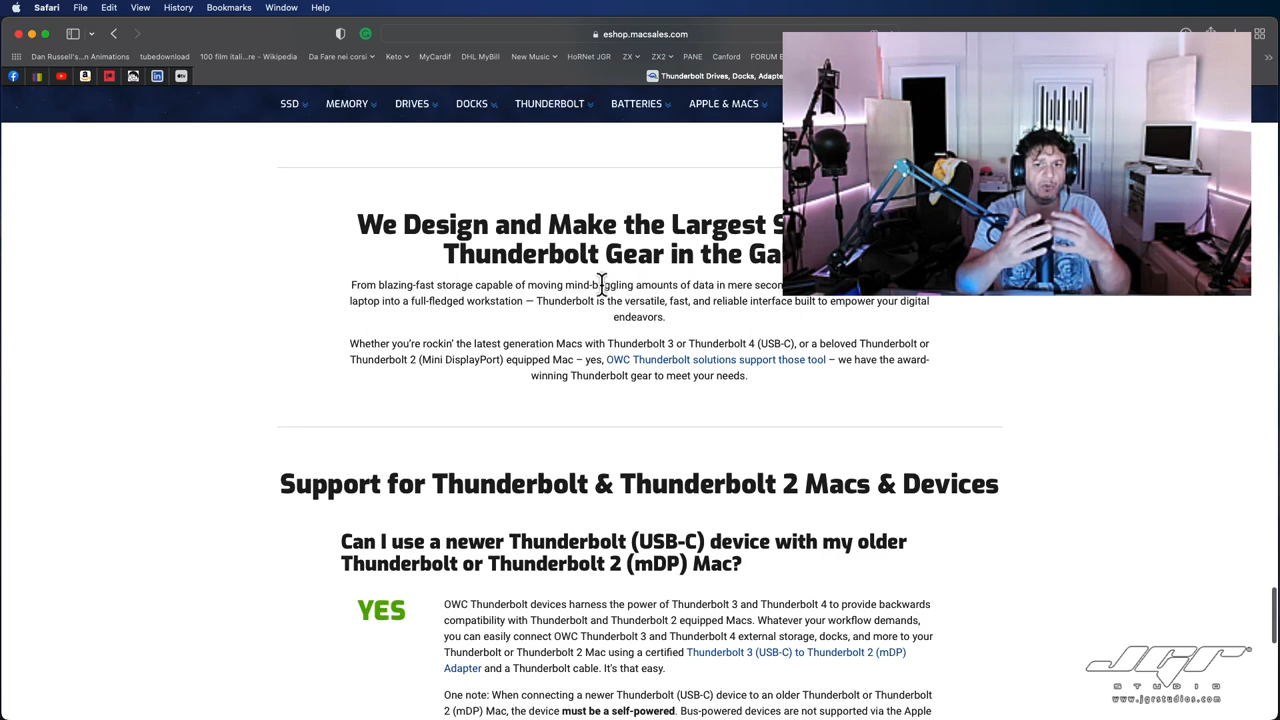 Safari File Edit View History Bookmarks Window Help
eshop.macsales.com
Dan Russell's...n Animations tubedownload 100 film itali...re - Wikipedia Da Fare nei corsi Keto MyCardif DHL MyBill New Music HoRNet JGR ZX ZX2 PANE Canford FORUM E
Thunderbolt Drives, Docks, Adapte
SSD MEMORY DRIVES DOCKS THUNDERBOLT BATTERIES APPLE & MACS
We Design and Make the Largest S
Thunderbolt Gear in the Ga
From blazing-fast storage capable of moving mind-boggling amounts of data in mere secon
laptop into a full-fledged workstation — Thunderbolt is the versatile, fast, and reliable interface built to empower your digital
endeavors.
Whether you're rockin' the latest generation Macs with Thunderbolt 3 or Thunderbolt 4 (USB-C), or a beloved Thunderbolt or
Thunderbolt 2 (Mini DisplayPort) equipped Mac – yes, OWC Thunderbolt solutions support those tool – we have the award-
winning Thunderbolt gear to meet your needs.
Support for Thunderbolt & Thunderbolt 2 Macs & Devices
Can I use a newer Thunderbolt (USB-C) device with my older
Thunderbolt or Thunderbolt 2 (mDP) Mac?
YES
OWC Thunderbolt devices harness the power of Thunderbolt 3 and Thunderbolt 4 to provide backwards
compatibility with Thunderbolt and Thunderbolt 2 equipped Macs. Whatever your workflow demands,
you can easily connect OWC Thunderbolt 3 and Thunderbolt 4 external storage, docks, and more to your
Thunderbolt or Thunderbolt 2 Mac using a certified Thunderbolt 3 (USB-C) to Thunderbolt 2 (mDP)
Adapter and a Thunderbolt cable. It's that easy.
One note: When connecting a newer Thunderbolt (USB-C) device to an older Thunderbolt or Thunderbolt
2 (mDP) Mac, the device must be a self-powered. Bus-powered devices are not supported via the Apple
JGR
STUDIO
www.jgrstudios.com